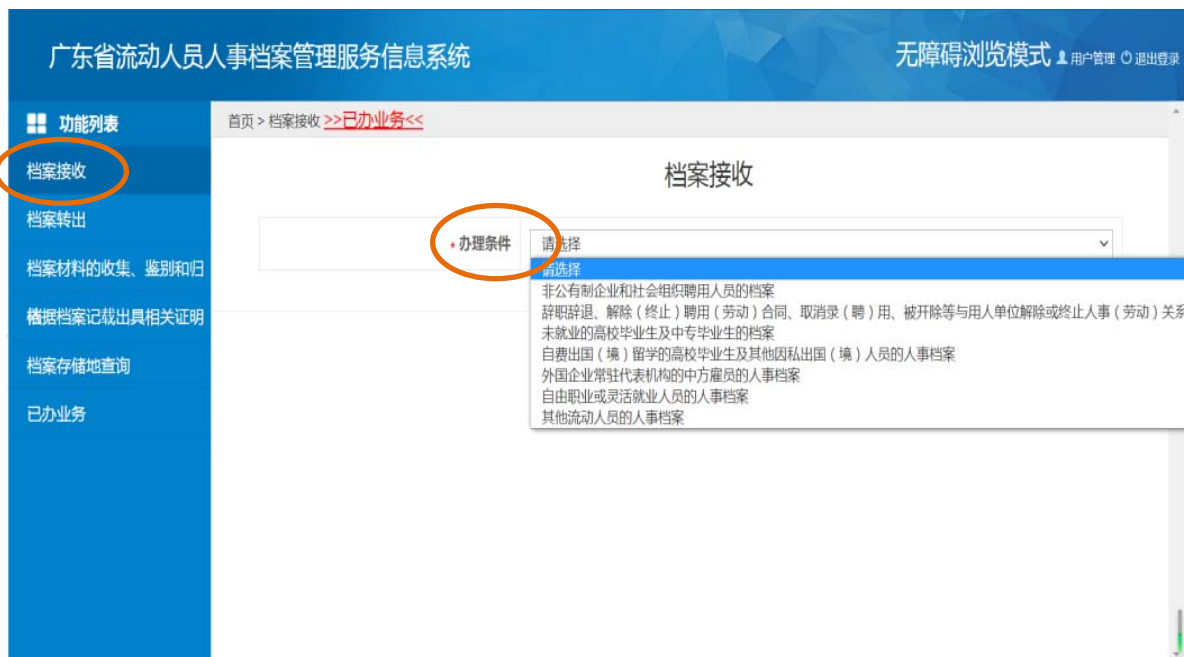 广东省流动人员人事档案管理服务信息系统
无障碍浏览模式 用户管理 退出登录
功能列表
首页 > 档案接收 >>已办业务<<
档案接收
档案转出
档案材料的收集、鉴别和归
依据档案记载出具相关证明
档案存储地查询
已办业务
档案接收
* 办理条件
请选择
请选择
非公有制企业和社会组织聘用人员的档案
辞职辞退、解除（终止）聘用（劳动）合同、取消录（聘）用、被开除等与用人单位解除或终止人事（劳动）关系
未就业的高校毕业生及中专毕业生的档案
自费出国（境）留学的高校毕业生及其他因私出国（境）人员的人事档案
外国企业常驻代表机构的中方雇员的人事档案
自由职业或灵活就业人员的人事档案
其他流动人员的人事档案